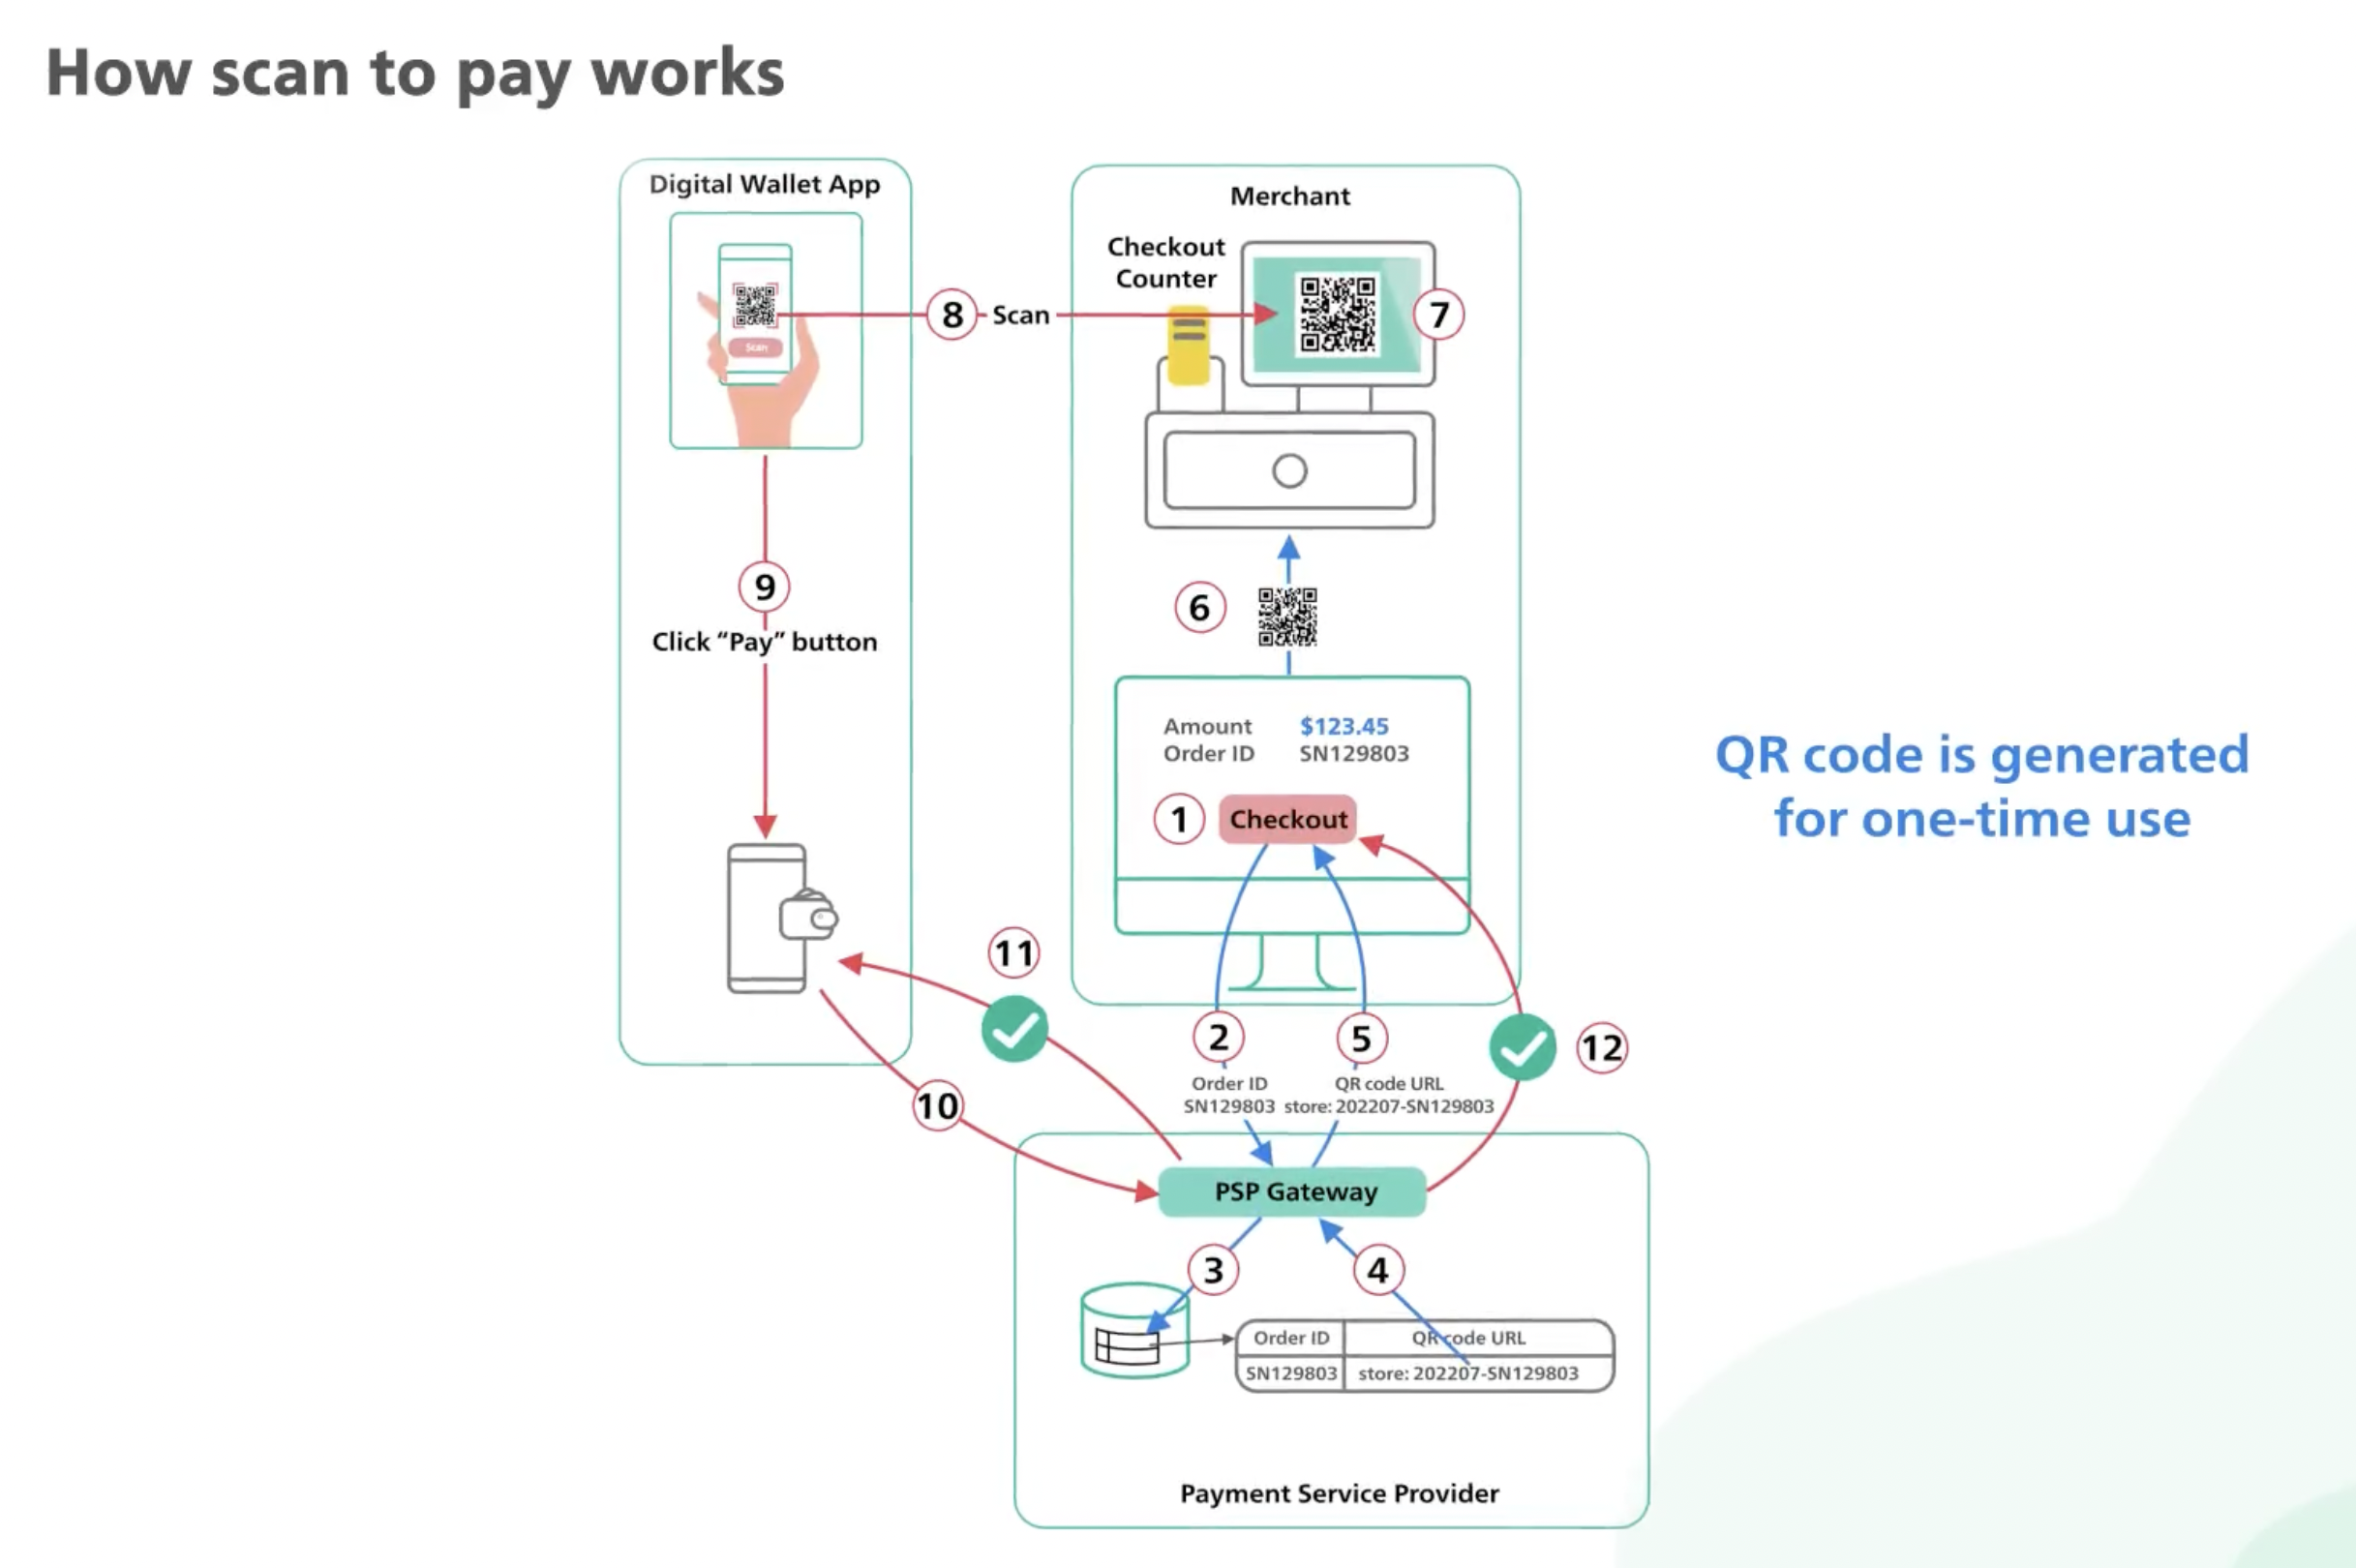 How scan to pay works
Digital Wallet App
Scan
8
Scan
9
Click “Pay” button
Merchant
Checkout
Counter
7
6
Amount $123.45
Order ID SN129803
1
Checkout
QR code is generated
for one-time use
11
10
2
5
12
Order ID
SN129803
QR code URL
store: 202207-SN129803
PSP Gateway
3
4
Order ID QR code URL
SN129803 store: 202207-SN129803
Payment Service Provider